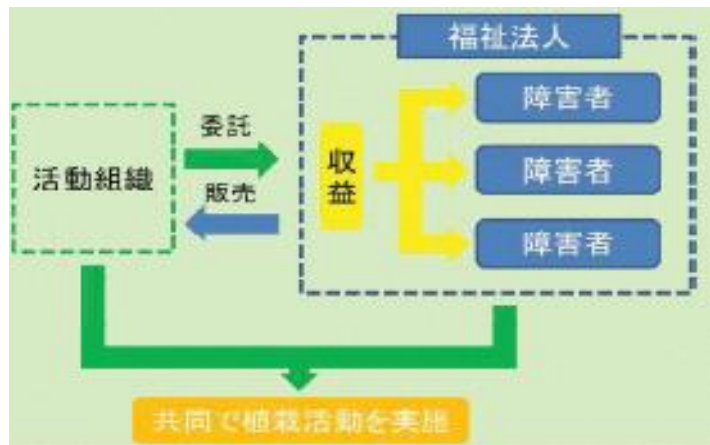 福祉法人
障害者
委託
収益
活動組織
障害者
販売
障害者
共同で植栽活動を実施